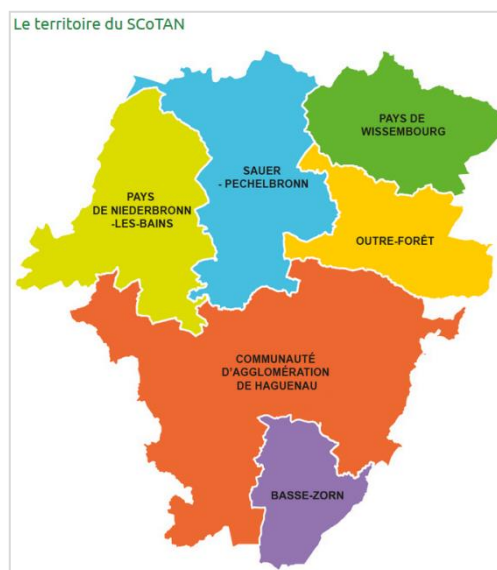 Le territoire du SCoTAN
PAYS DE
WISSEMBOURG
SAUER
- PECHELBRONN
PAYS
DE NIEDERBRONN
-LES-BAINS
OUTRE-FORÊT
COMMUNAUTÉ
D'AGGLOMÉRATION
DE HAGUENAU
BASSE-ZORN